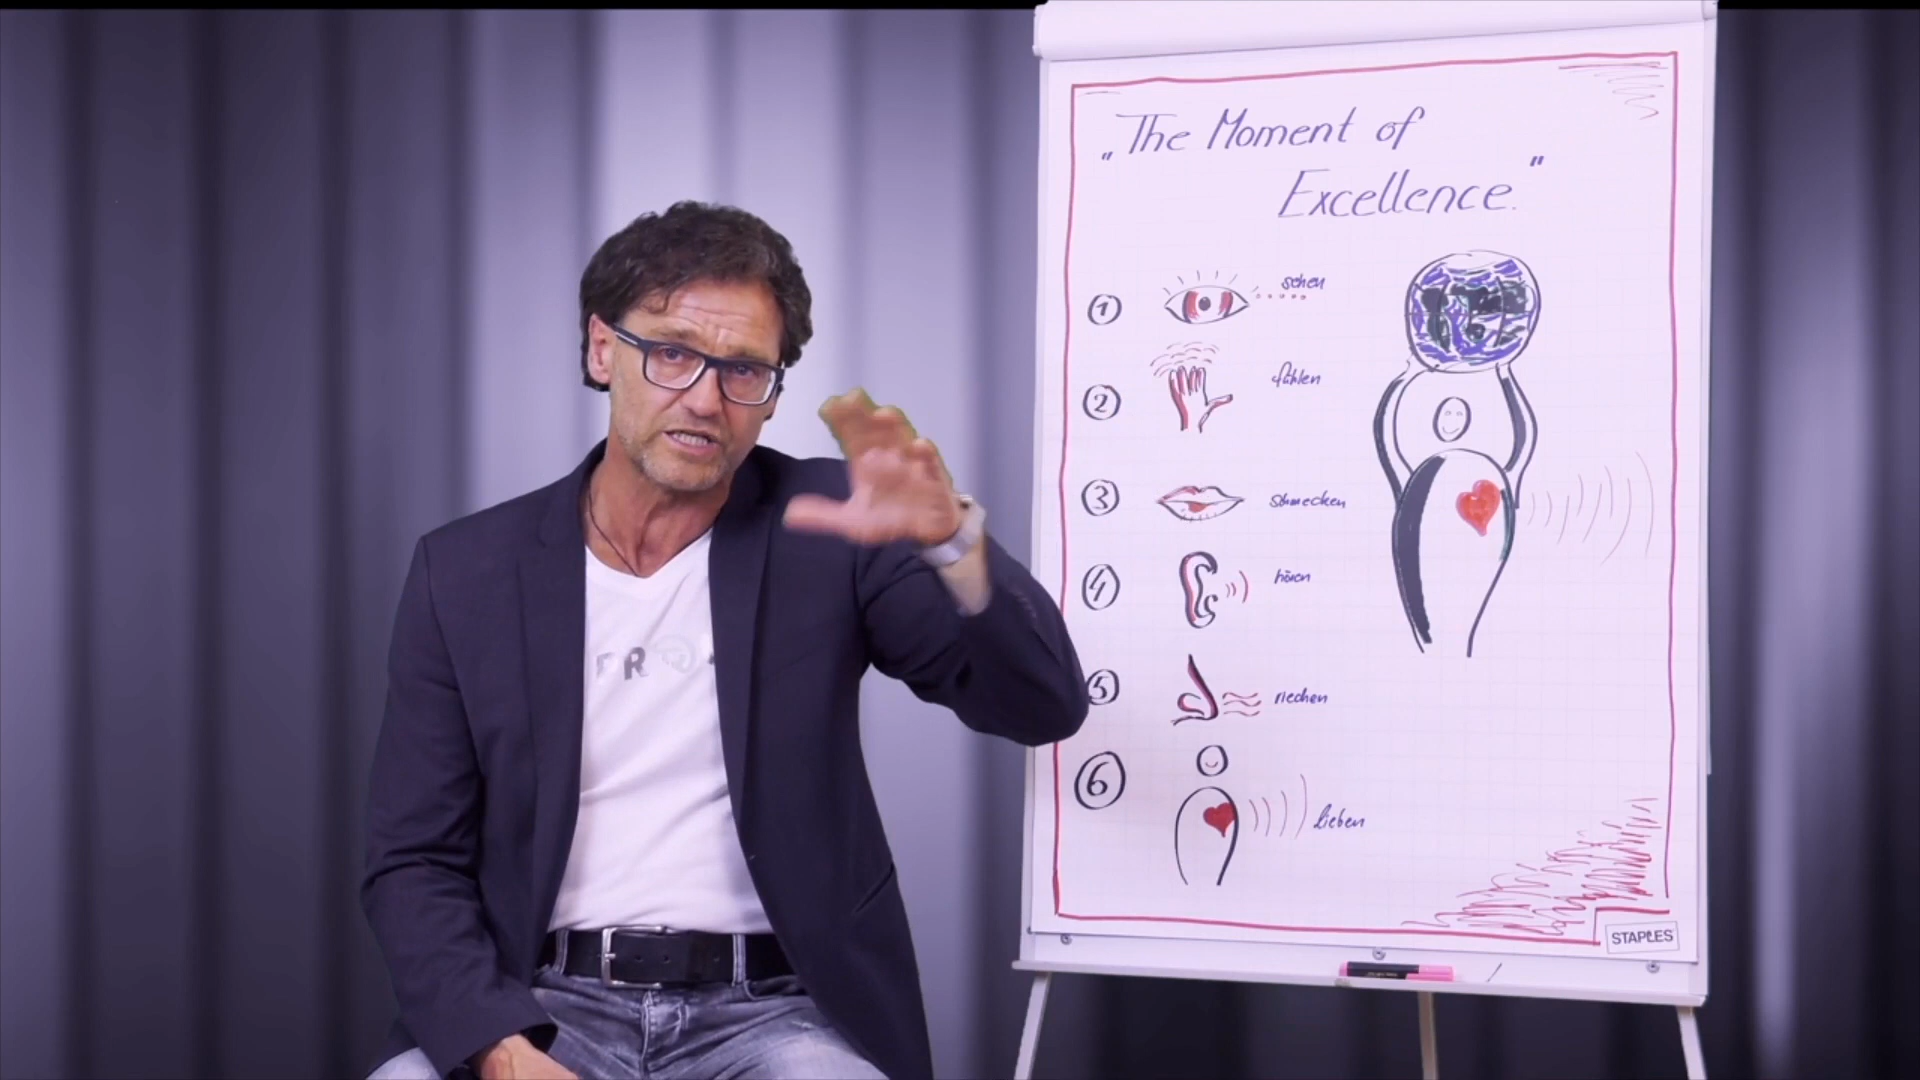 „The Moment of
Excellence."
1 sehen
2 fühlen
3 schmecken
4 hören
5 riechen
6 lieben
STAPLES